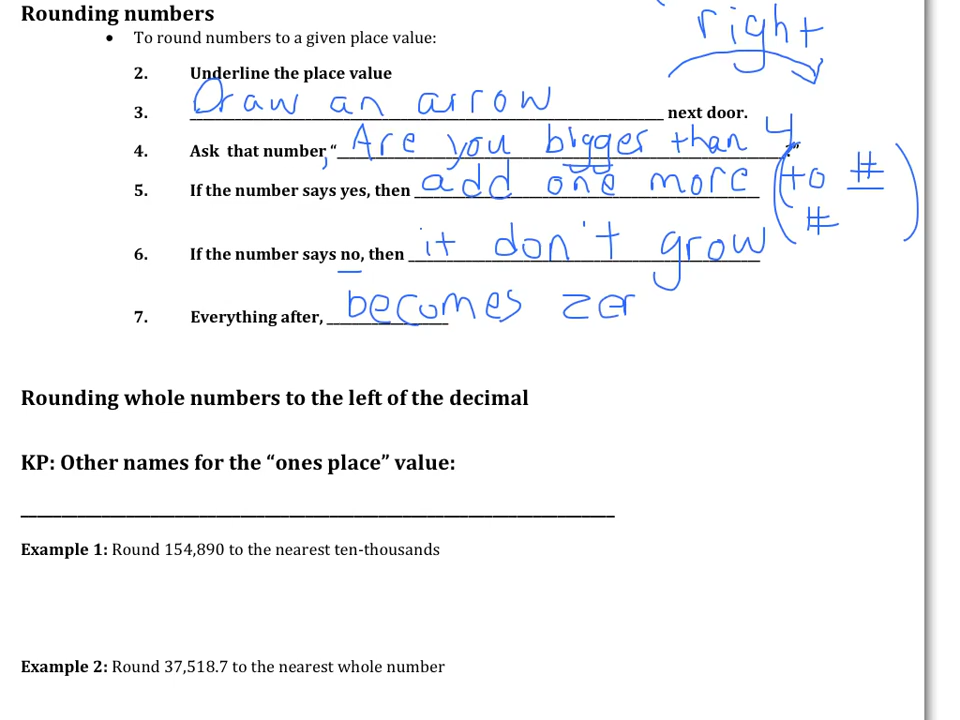 Rounding numbers
right
• To round numbers to a given place value:
2. Underline the place value
3. Draw an arrow next door.
4. Ask that number, "Are you bigger than 4?"
5. If the number says yes, then add one more (to # #)
6. If the number says no, then it don't grow
7. Everything after, becomes zer
Rounding whole numbers to the left of the decimal
KP: Other names for the “ones place” value:
Example 1: Round 154,890 to the nearest ten-thousands
Example 2: Round 37,518.7 to the nearest whole number